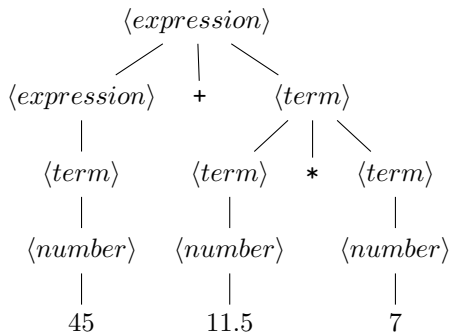 ⟨expression⟩
⟨expression⟩ + ⟨term⟩
⟨term⟩ ⟨term⟩ * ⟨term⟩
⟨number⟩ ⟨number⟩ ⟨number⟩
45 11.5 7